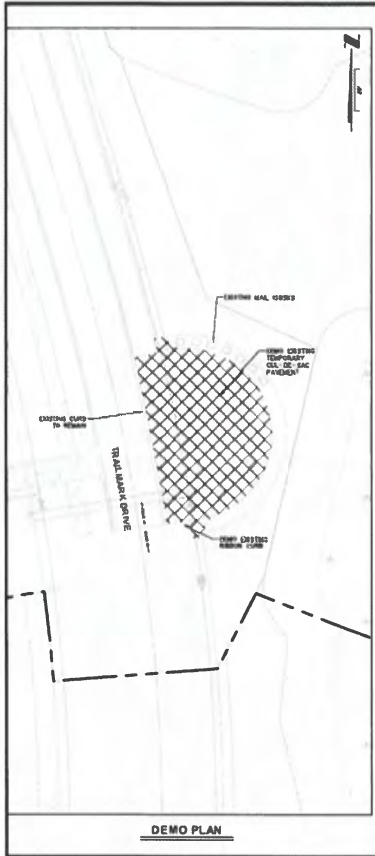 EXISTING MAIL KIOSKS
DEMO EXISTING
TEMPORARY
CUL-DE-SAC
PAVEMENT
EXISTING CURB
TO REMAIN
TRAILMARK DRIVE
DEMO EXISTING
RIBBON CURB
DEMO PLAN